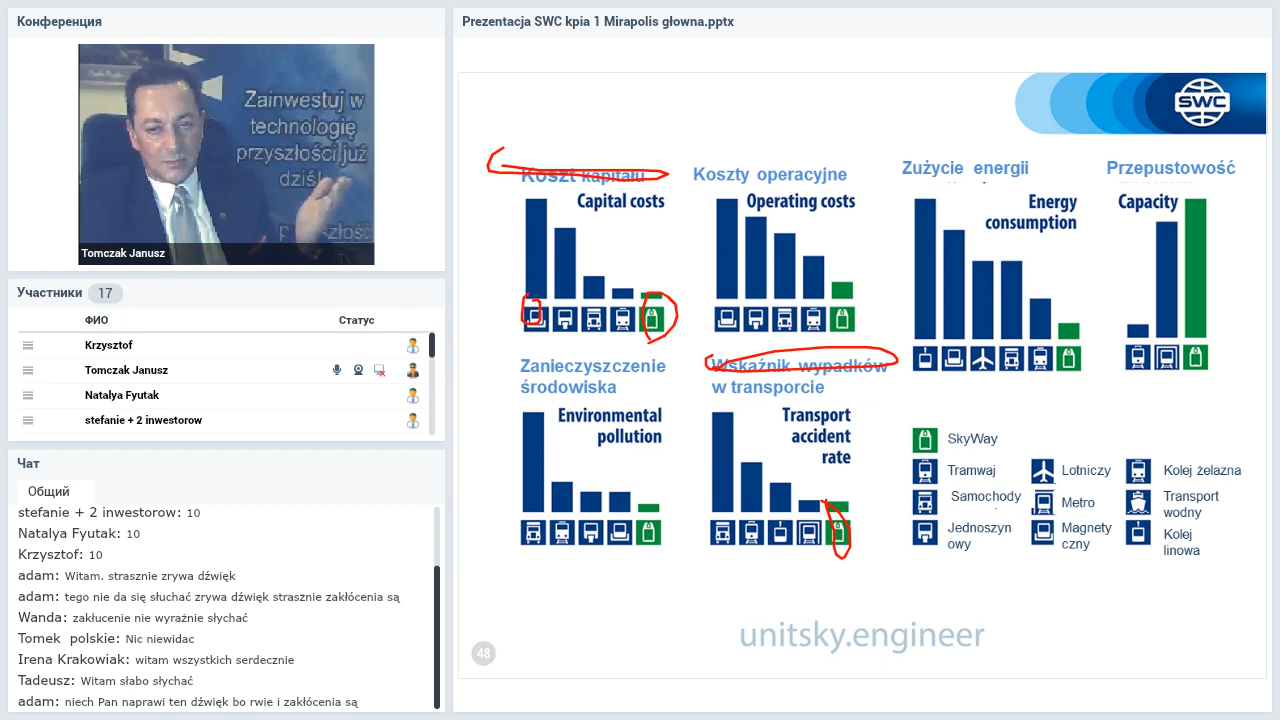 Конференция
Zainwestuj w
technologię
przyszłości już
dziś!
Tomczak Janusz
Участники 17
ФИО Статус
Krzysztof
Tomczak Janusz
Natalya Fyutak
stefanie + 2 inwestorow
Чат
Общий
stefanie + 2 inwestorow: 10
Natalya Fyutak: 10
Krzysztof: 10
adam: Witam. strasznie zrywa dźwięk
adam: tego nie da się słuchać zrywa dźwięk strasznie zakłócenia są
Wanda: zakłucenie nie wyrażnie słychać
Tomek polskie: Nic niewidac
Irena Krakowiak: witam wszystkich serdecznie
Tadeusz: Witam słabo słychać
adam: niech Pan naprawi ten dźwięk bo rwie i zakłócenia są
Prezentacja SWC kpia 1 Mirapolis głowna.pptx
SWC
Koszt kapitału
Capital costs
Koszty operacyjne
Operating costs
Zużycie energii
Energy
consumption
Przepustowość
Capacity
Zanieczyszczenie
środowiska
Environmental
pollution
Wskaźnik wypadków
w transporcie
Transport
accident
rate
SkyWay
Tramwaj
Lotniczy
Kolej żelazna
Samochody
Metro
Transport
wodny
Jednoszyn
owy
Magnety
czny
Kolej
linowa
unitsky.engineer
48